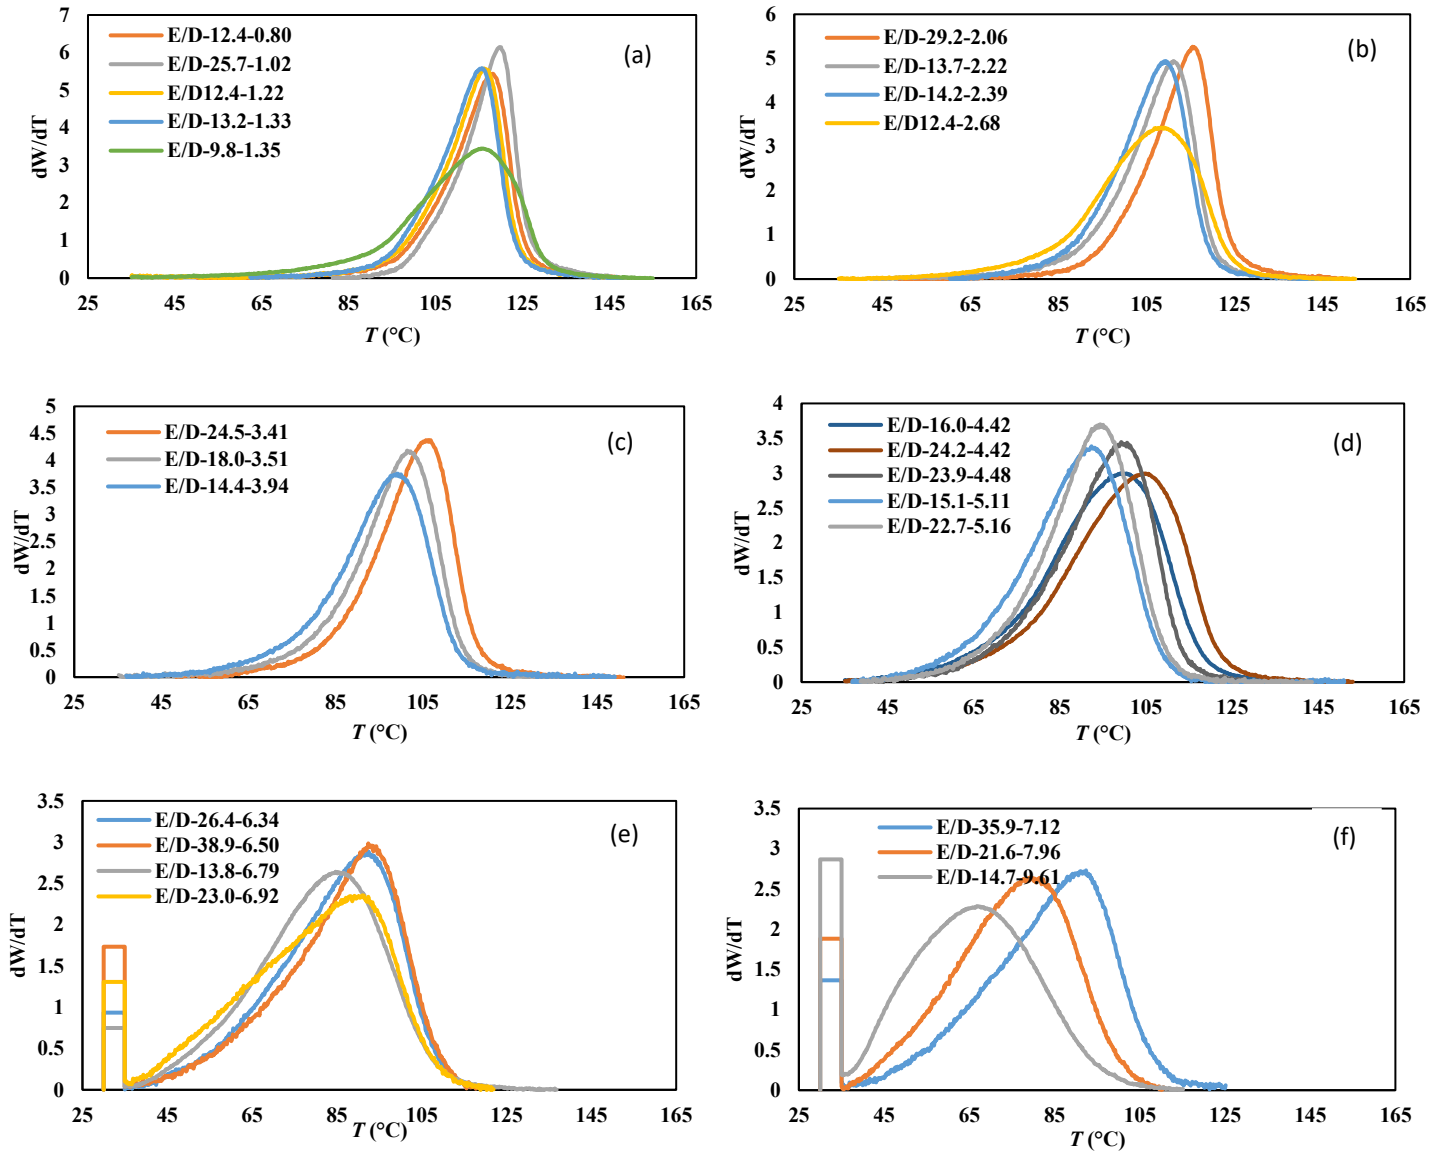 7
6
5
4
3
2
1
0
dW/dT
E/D-12.4-0.80
E/D-25.7-1.02
E/D12.4-1.22
E/D-13.2-1.33
E/D-9.8-1.35
(a)
25 45 65 85 105 125 145 165
T (°C)
6
5
4
3
2
1
0
dW/dT
E/D-29.2-2.06
E/D-13.7-2.22
E/D-14.2-2.39
E/D12.4-2.68
(b)
25 45 65 85 105 125 145 165
T (°C)
5
4.5
4
3.5
3
2.5
2
1.5
1
0.5
0
dW/dT
E/D-24.5-3.41
E/D-18.0-3.51
E/D-14.4-3.94
(c)
25 45 65 85 105 125 145 165
T (°C)
4
3.5
3
2.5
2
1.5
1
0.5
0
dW/dT
E/D-16.0-4.42
E/D-24.2-4.42
E/D-23.9-4.48
E/D-15.1-5.11
E/D-22.7-5.16
(d)
25 45 65 85 105 125 145 165
T (°C)
3.5
3
2.5
2
1.5
1
0.5
0
dW/dT
E/D-26.4-6.34
E/D-38.9-6.50
E/D-13.8-6.79
E/D-23.0-6.92
(e)
25 45 65 85 105 125 145 165
T (°C)
3.5
3
2.5
2
1.5
1
0.5
0
dW/dT
E/D-35.9-7.12
E/D-21.6-7.96
E/D-14.7-9.61
(f)
25 45 65 85 105 125 145 165
T (°C)